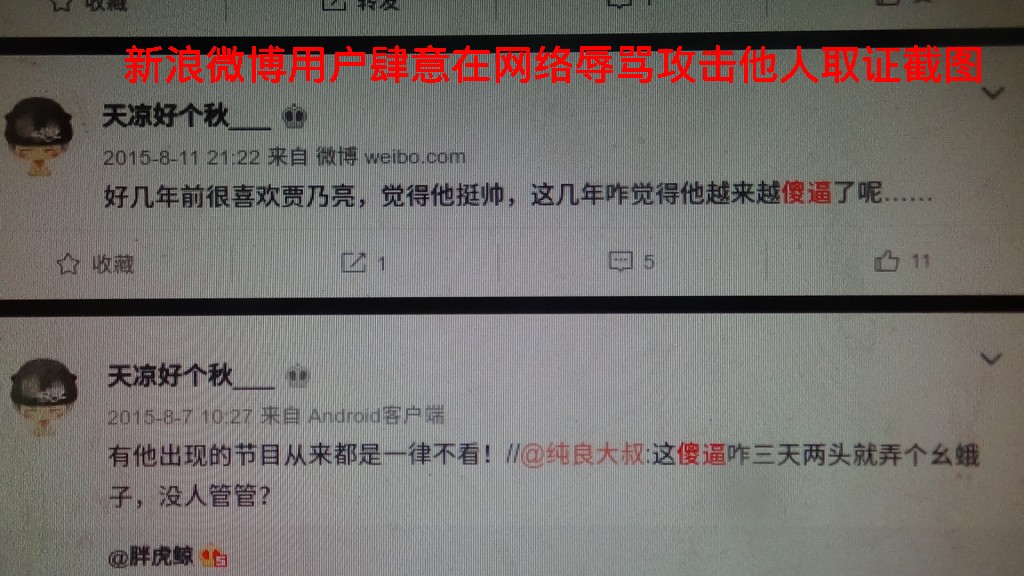 收藏 转发
新浪微博用户肆意在网络辱骂攻击他人取证截图
天凉好个秋___
2015-8-11 21:22 来自 微博 weibo.com
好几年前很喜欢贾乃亮，觉得他挺帅，这几年咋觉得他越来越傻逼了呢……
收藏 1 5 11
天凉好个秋___
2015-8-7 10:27 来自 Android客户端
有他出现的节目从来都是一律不看！//@纯良大叔:这傻逼咋三天两头就弄个幺蛾
子，没人管管？
@胖虎鲸